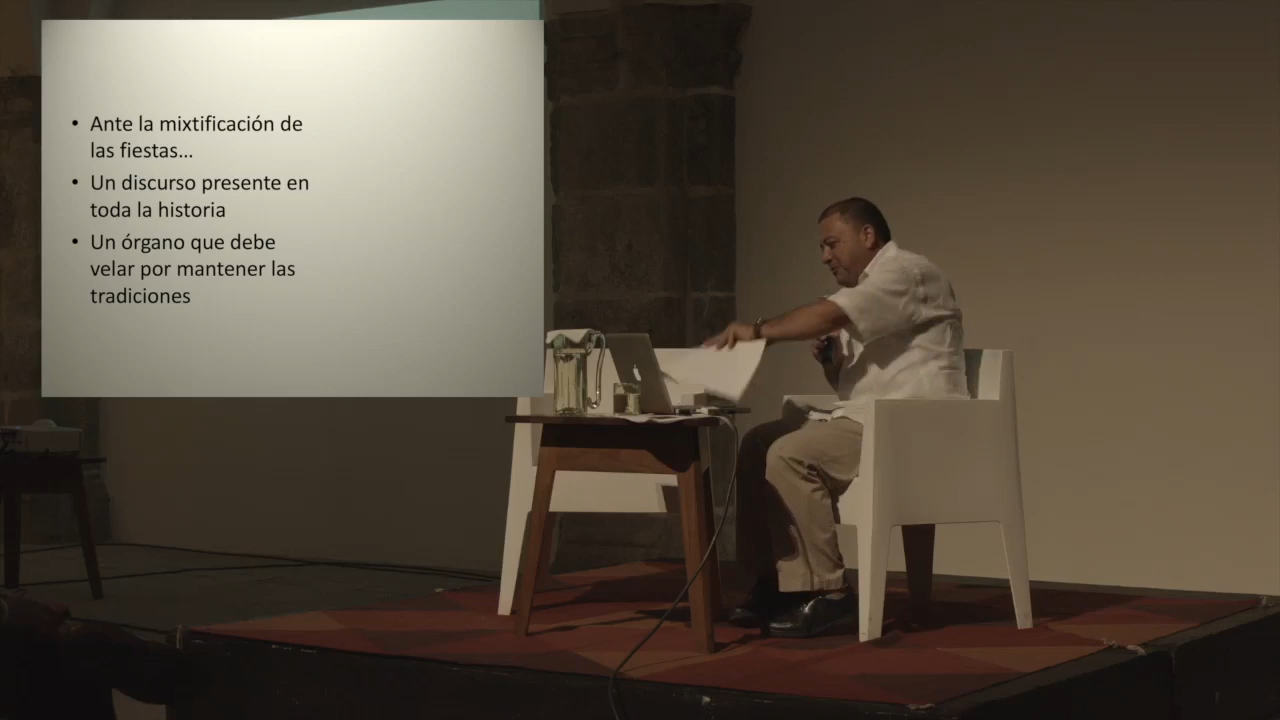 • Ante la mixtificación de
las fiestas...
• Un discurso presente en
toda la historia
• Un órgano que debe
velar por mantener las
tradiciones